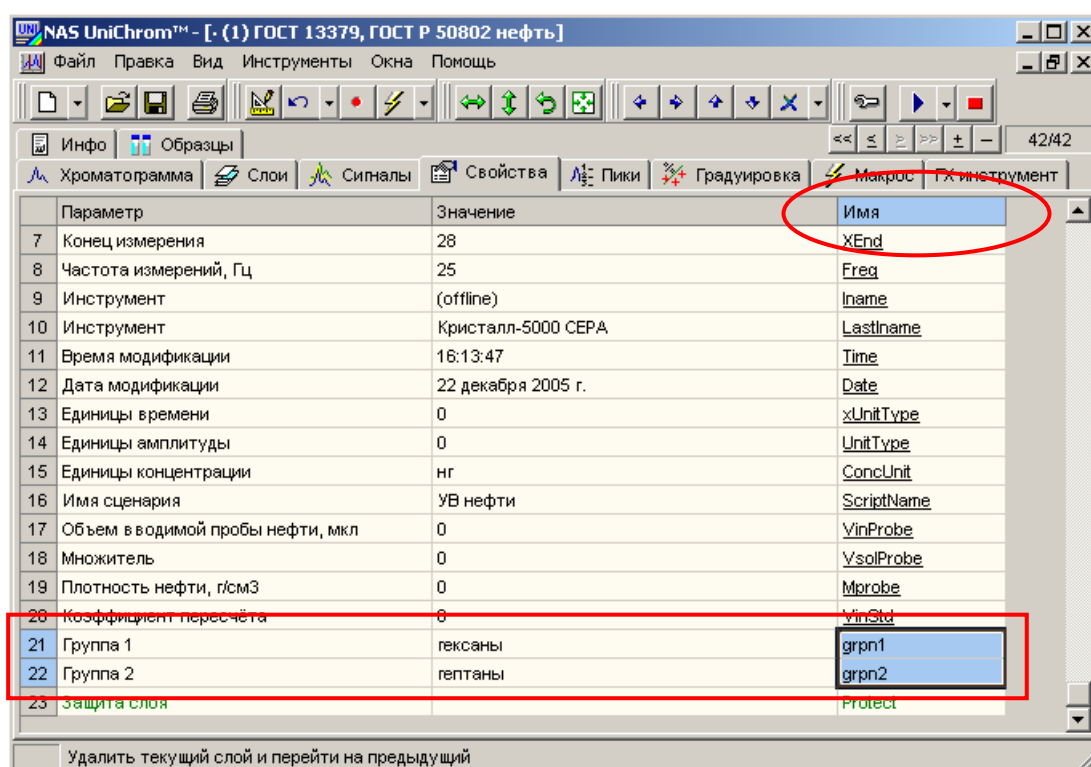 NAS UniChrom™ - [· (1) ГОСТ 13379, ГОСТ Р 50802 нефть]
Файл Правка Вид Инструменты Окна Помощь
Инфо Образцы << ≤ ≥ >> ± − 42/42
Хроматограмма Слои Сигналы Свойства Пики Градуировка Макрос ГХ инструмент
Параметр Значение Имя
7 Конец измерения 28 XEnd
8 Частота измерений, Гц 25 Freq
9 Инструмент (offline) Iname
10 Инструмент Кристалл-5000 СЕРА LastIname
11 Время модификации 16:13:47 Time
12 Дата модификации 22 декабря 2005 г. Date
13 Единицы времени 0 xUnitType
14 Единицы амплитуды 0 UnitType
15 Единицы концентрации нг ConcUnit
16 Имя сценария УВ нефти ScriptName
17 Объем вводимой пробы нефти, мкл 0 VinProbe
18 Множитель 0 VsolProbe
19 Плотность нефти, г/см3 0 Mprobe
20 Коэффициент пересчёта 0 VinStd
21 Группа 1 гексаны grpn1
22 Группа 2 гептаны grpn2
23 Защита слоя Protect
Удалить текущий слой и перейти на предыдущий